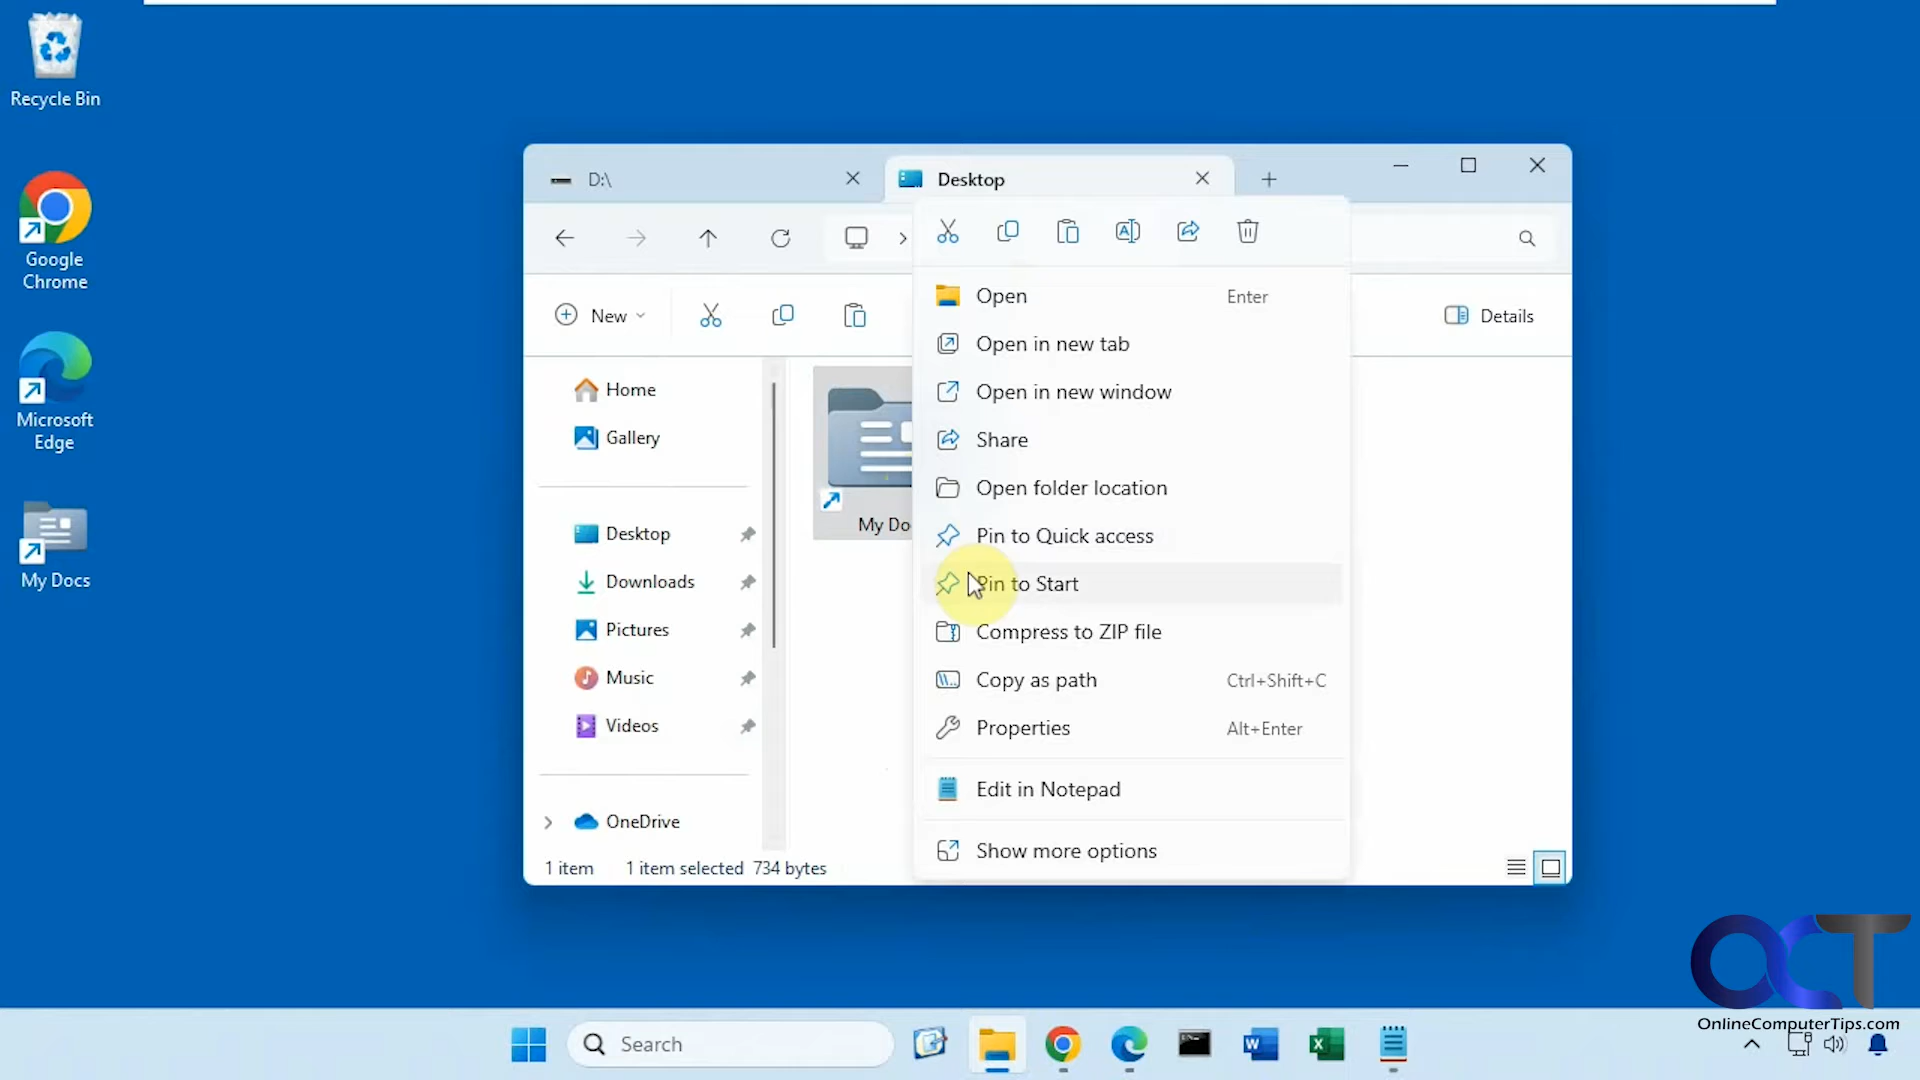 Recycle Bin
Google
Chrome
Microsoft
Edge
My Docs
D:\
Desktop
New
Details
Home
Gallery
Desktop
Downloads
Pictures
Music
Videos
OneDrive
My Do
1 item
1 item selected
734 bytes
Open
Enter
Open in new tab
Open in new window
Share
Open folder location
Pin to Quick access
Pin to Start
Compress to ZIP file
Copy as path
Ctrl+Shift+C
Properties
Alt+Enter
Edit in Notepad
Show more options
Search
OCT
OnlineComputerTips.com